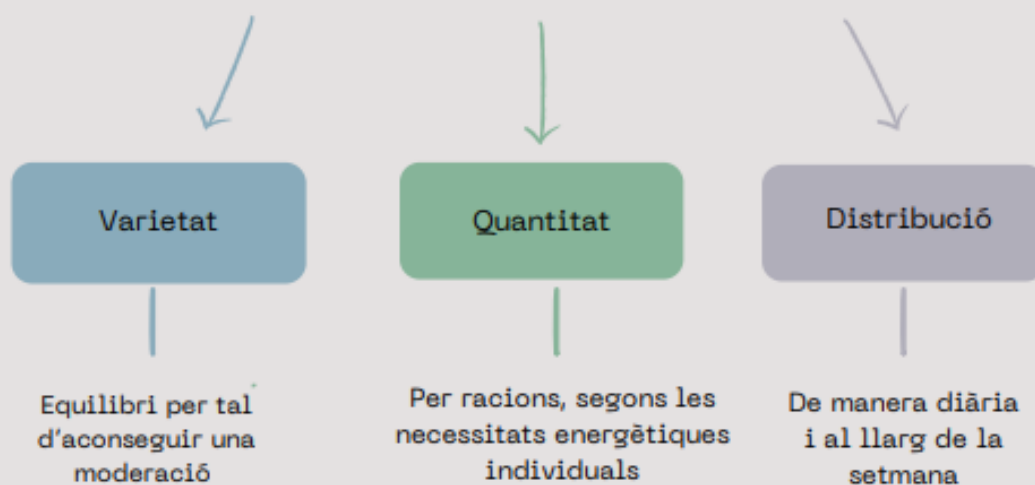 Varietat
Quantitat
Distribució
Equilibri per tal
d'aconseguir una
moderació
Per racions, segons les
necessitats energètiques
individuals
De manera diària
i al llarg de la
setmana